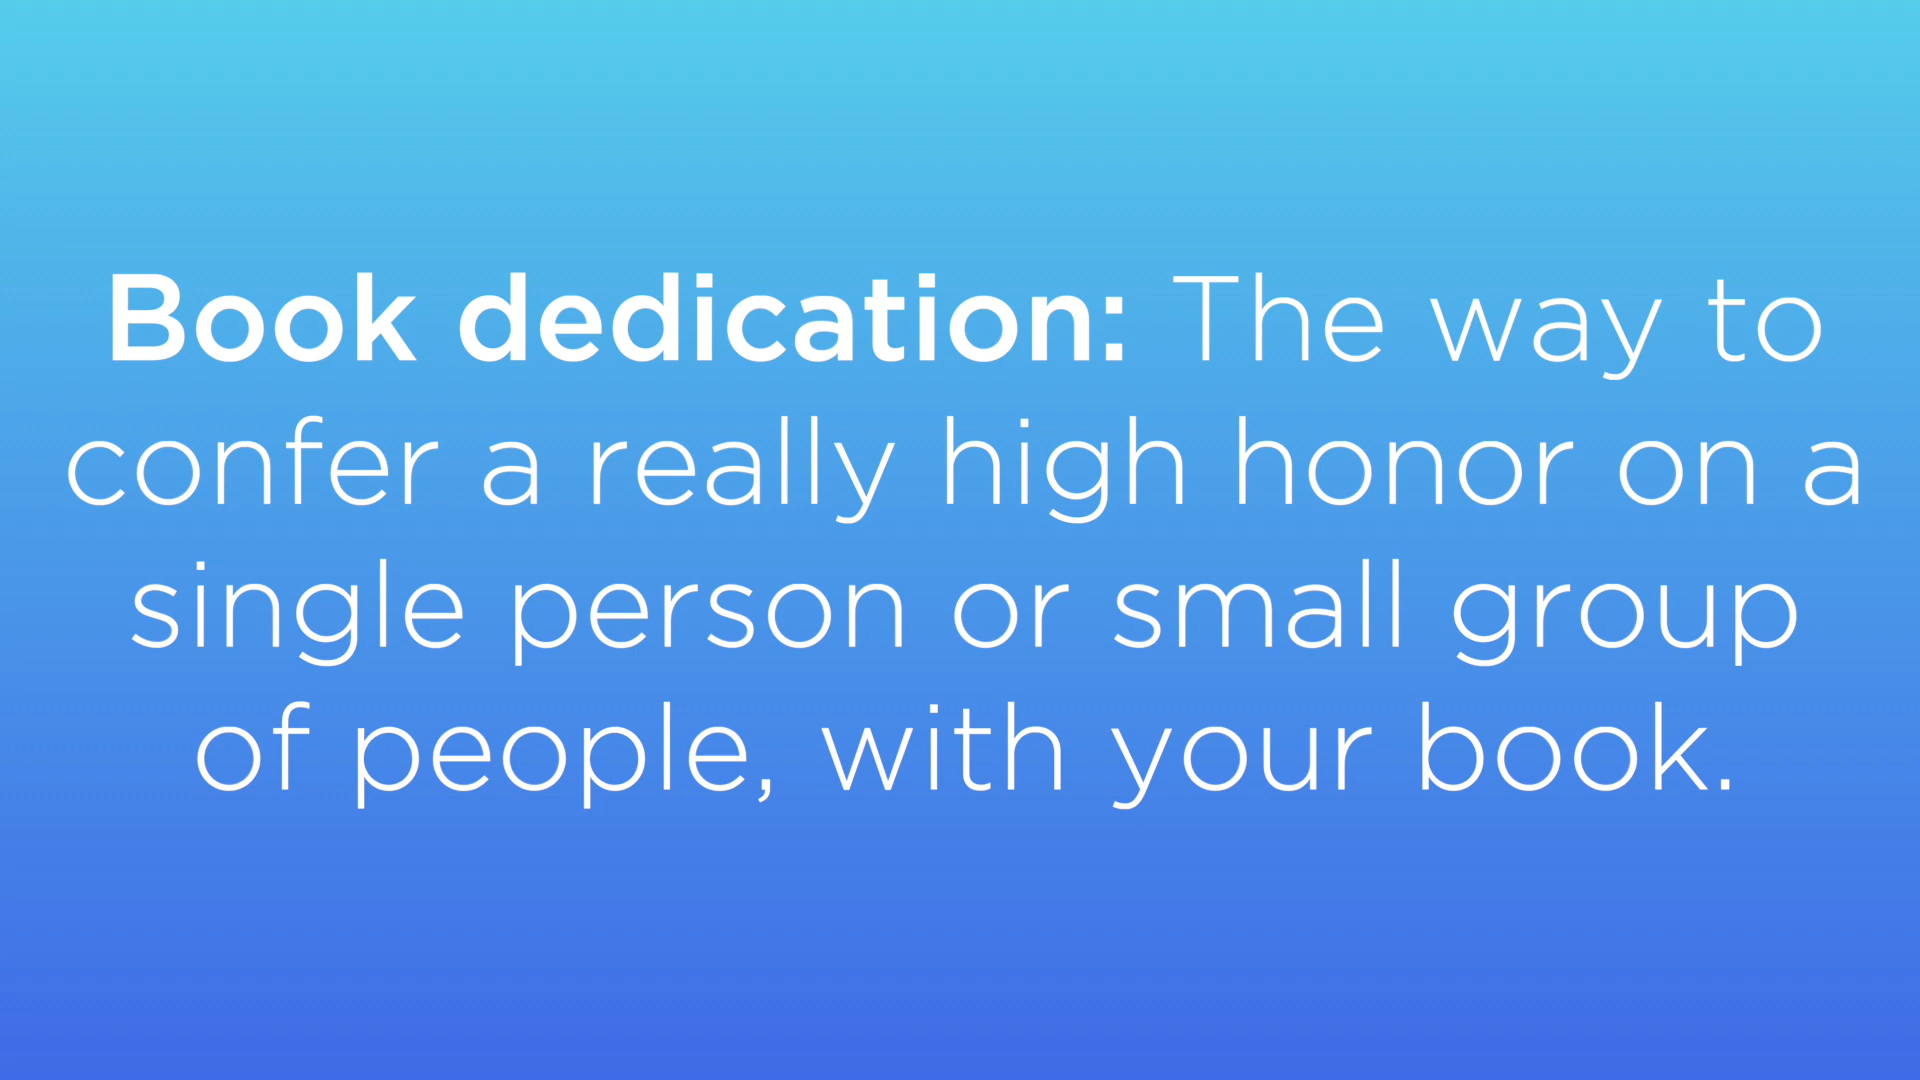 Book dedication: The way to
confer a really high honor on a
single person or small group
of people, with your book.